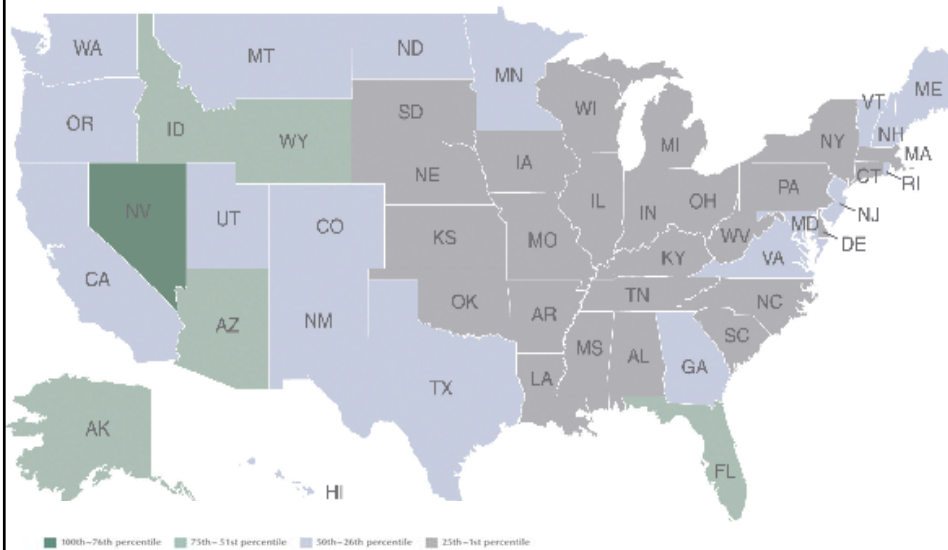 WA
MT
ND
MN
ME
VT
OR
ID
WY
SD
WI
MI
NY
NH
MA
CT
RI
NV
UT
CO
NE
IA
IL
IN
OH
PA
NJ
MD
DE
CA
AZ
NM
KS
MO
KY
WV
VA
OK
AR
TN
NC
SC
TX
LA
MS
AL
GA
AK
HI
FL
100th–76th percentile 75th–51st percentile 50th–26th percentile 25th–1st percentile